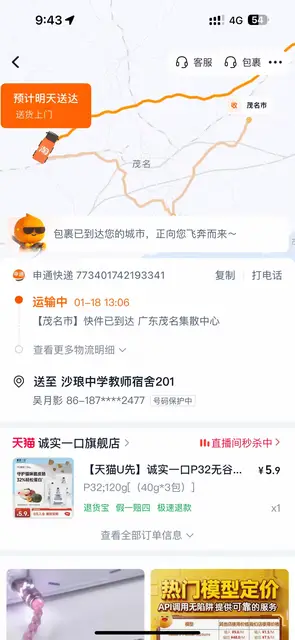 9:43
4G
54
客服
包裹
预计明天送达
送货上门
收
茂名市
茂名
包裹已到达您的城市，正向您飞奔而来～
申通快递 773401742193341
复制
打电话
运输中 01-18 13:06
【茂名市】快件已到达 广东茂名集散中心
查看更多物流明细
送至 沙琅中学教师宿舍201
吴月影 86-187****2477 号码保护中
天猫 诚实一口旗舰店
直播间秒杀中
【天猫U先】诚实一口P32无谷...
¥5.9
P32;120g[（40g*3包）]
退货宝 假一赔四 极速退款
x1
查看全部订单信息
热门模型定价
API调用无陷阱 提供可靠的服务